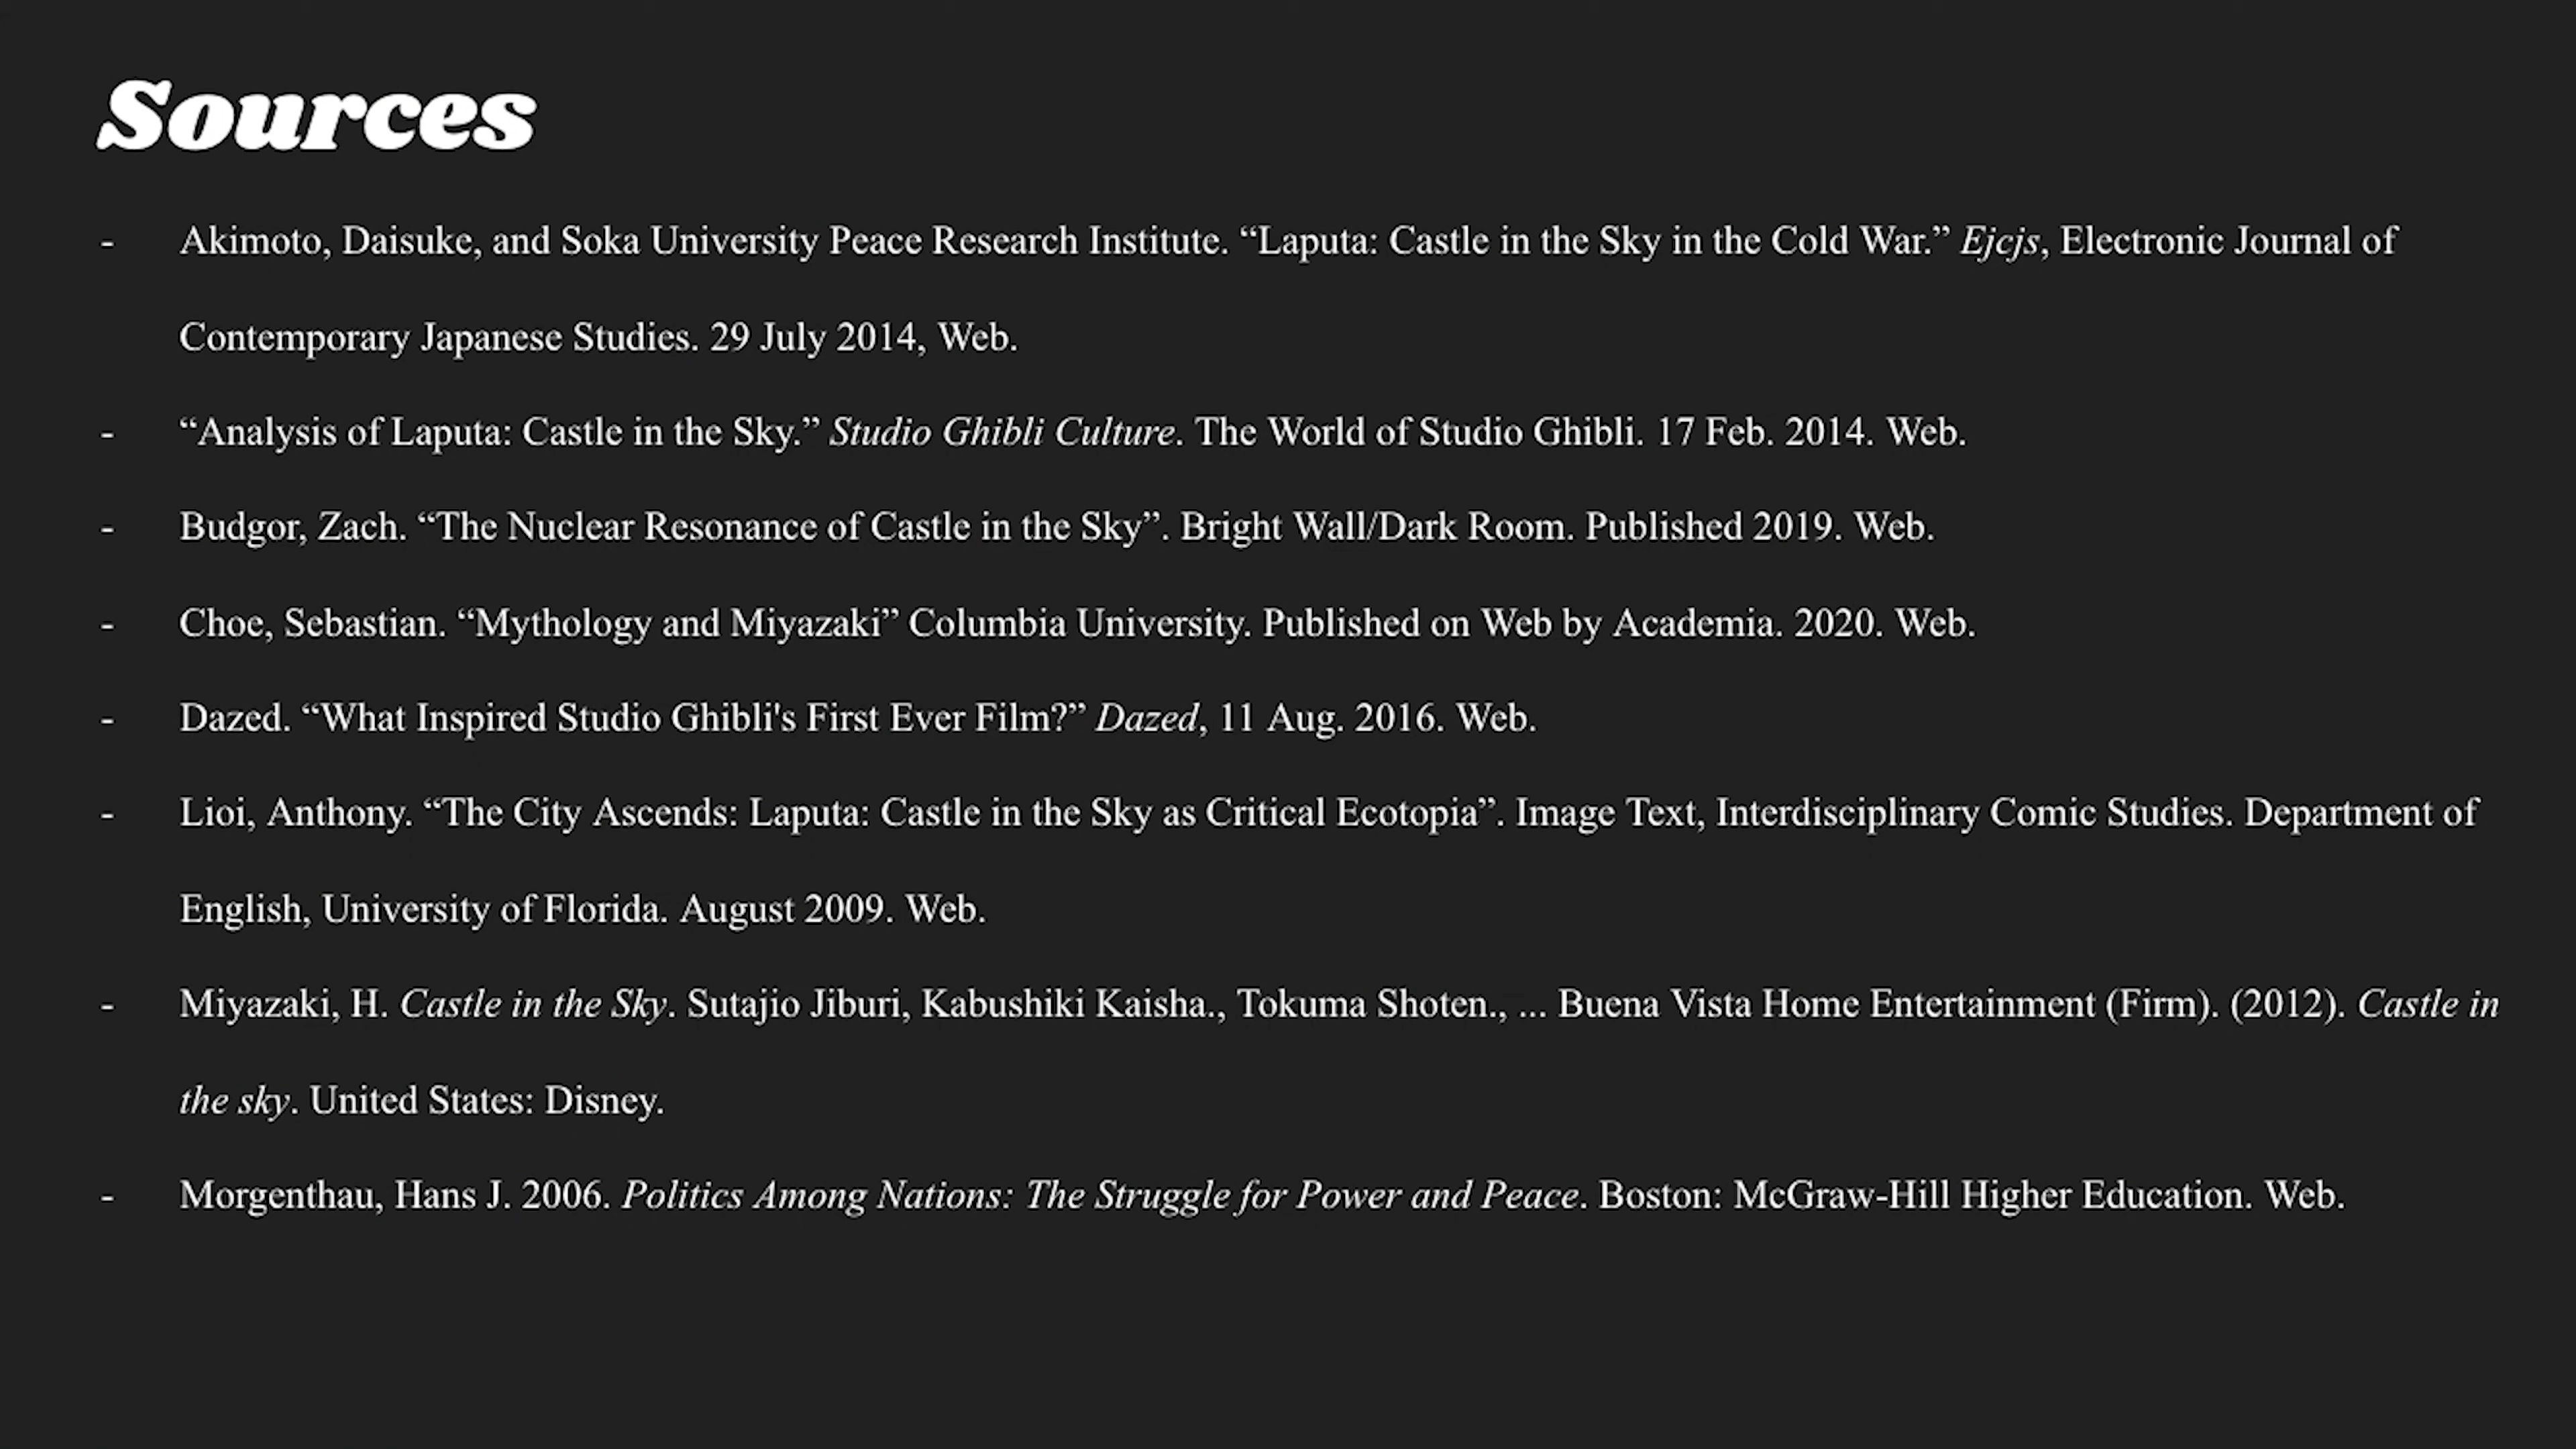 Sources
- Akimoto, Daisuke, and Soka University Peace Research Institute. “Laputa: Castle in the Sky in the Cold War.” Ejcjs, Electronic Journal of
Contemporary Japanese Studies. 29 July 2014, Web.
- “Analysis of Laputa: Castle in the Sky.” Studio Ghibli Culture. The World of Studio Ghibli. 17 Feb. 2014. Web.
- Budgor, Zach. “The Nuclear Resonance of Castle in the Sky”. Bright Wall/Dark Room. Published 2019. Web.
- Choe, Sebastian. “Mythology and Miyazaki” Columbia University. Published on Web by Academia. 2020. Web.
- Dazed. “What Inspired Studio Ghibli's First Ever Film?” Dazed, 11 Aug. 2016. Web.
- Lioi, Anthony. “The City Ascends: Laputa: Castle in the Sky as Critical Ecotopia”. Image Text, Interdisciplinary Comic Studies. Department of
English, University of Florida. August 2009. Web.
- Miyazaki, H. Castle in the Sky. Sutajio Jiburi, Kabushiki Kaisha., Tokuma Shoten., ... Buena Vista Home Entertainment (Firm). (2012). Castle in
the sky. United States: Disney.
- Morgenthau, Hans J. 2006. Politics Among Nations: The Struggle for Power and Peace. Boston: McGraw-Hill Higher Education. Web.